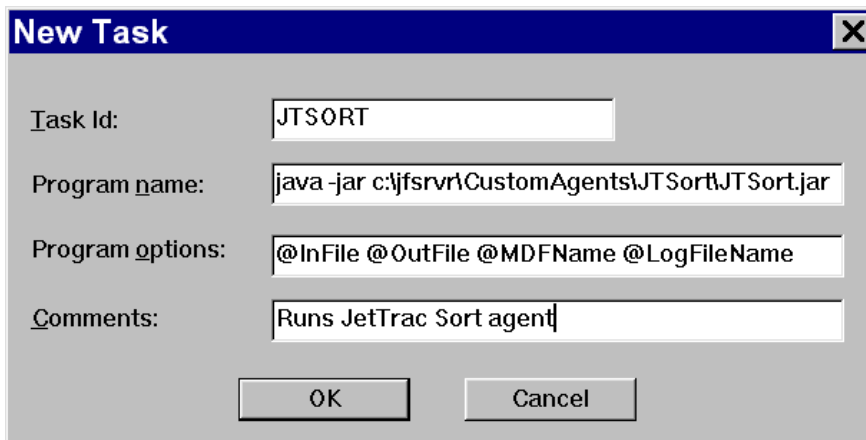 New Task
Task Id: JTSORT
Program name: java -jar c:\jfsrvr\CustomAgents\JTSort\JTSort.jar
Program options: @InFile @OutFile @MDFName @LogFileName
Comments: Runs JetTrac Sort agent
OK Cancel